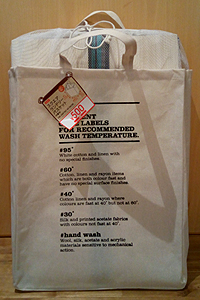 500
ENT
LABELS
FOR RECOMMENDED
WASH TEMPERATURE.
#95°
White cotton and linen with
no special finishes.
#60°
Cotton, linen and rayon items
which are both colour fast and
have no special surface finishes.
#40°
Cotton linen and rayon where
colours are fast at 40° but not at 60°.
#30°
Silk and printed acetate fabrics
with colours not fast at 40°.
#hand wash
Wool, silk, acetate and acrylic
materials sensitive to mechanical
action.